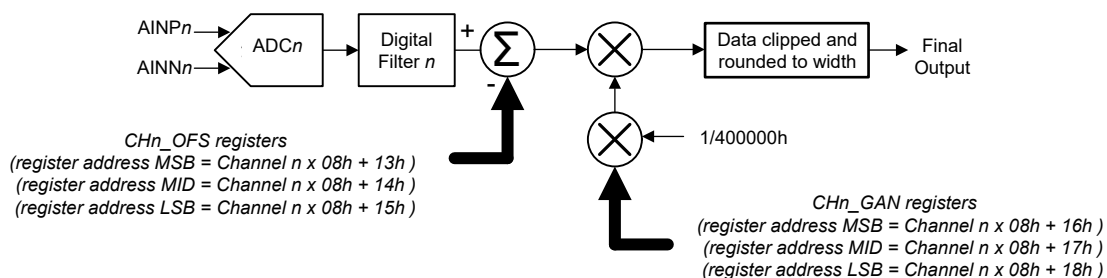 AINPn
AINNn
ADCn
Digital
Filter n
+
Σ
-
Data clipped and
rounded to width
Final
Output
1/400000h
CHn_OFS registers
(register address MSB = Channel n x 08h + 13h )
(register address MID = Channel n x 08h + 14h )
(register address LSB = Channel n x 08h + 15h )
CHn_GAN registers
(register address MSB = Channel n x 08h + 16h )
(register address MID = Channel n x 08h + 17h )
(register address LSB = Channel n x 08h + 18h )